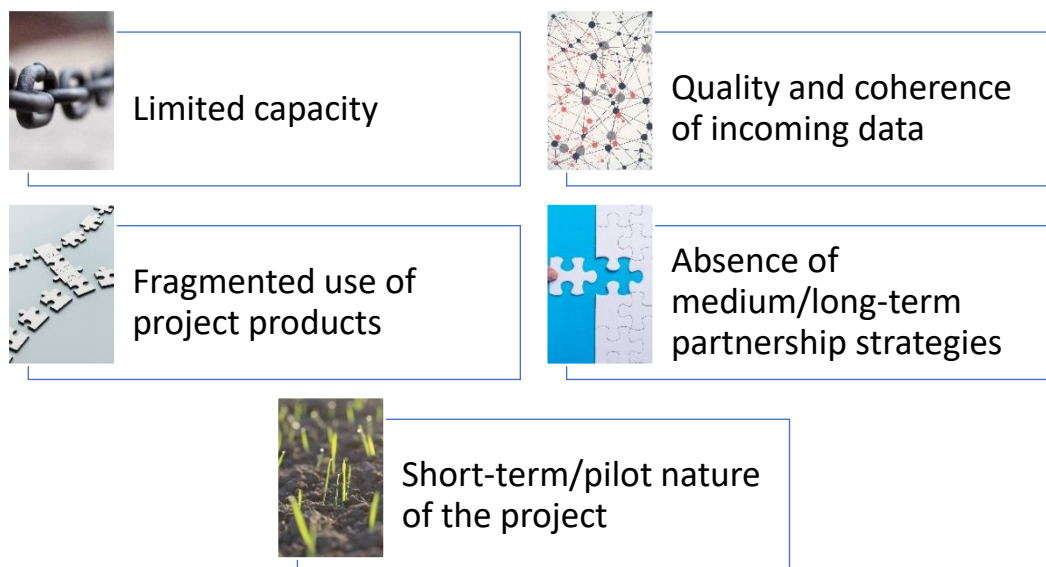 Limited capacity
Quality and coherence
of incoming data
Fragmented use of
project products
Absence of
medium/long-term
partnership strategies
Short-term/pilot nature
of the project